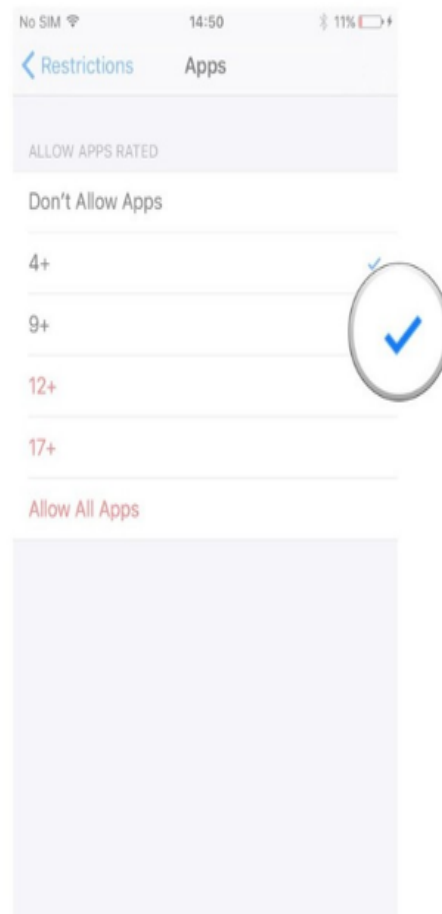 No SIM 14:50 11%
Restrictions Apps
ALLOW APPS RATED
Don't Allow Apps
4+
9+
12+
17+
Allow All Apps